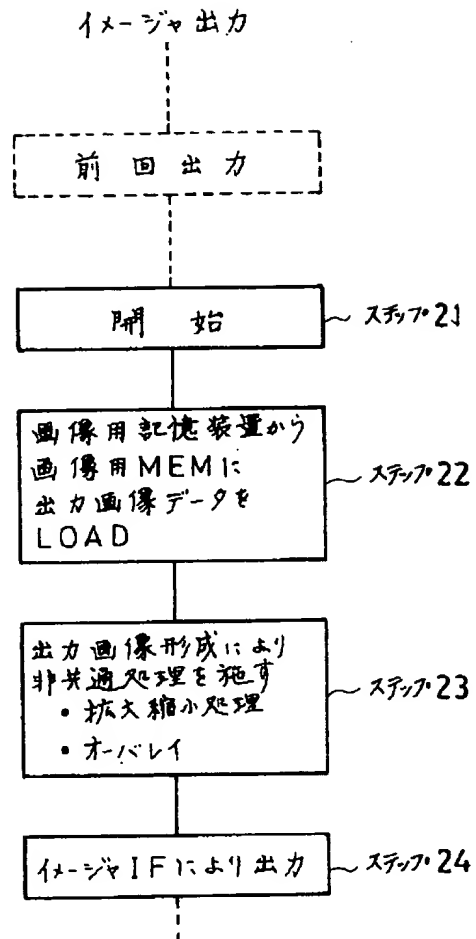 イメージャ出力
前回出力
開始
ステップ21
画像用記憶装置から
画像用MEMに
出力画像データを
LOAD
ステップ22
出力画像形成により
非共通処理を施す
・拡大縮小処理
・オーバレイ
ステップ23
イメージャIFにより出力
ステップ24